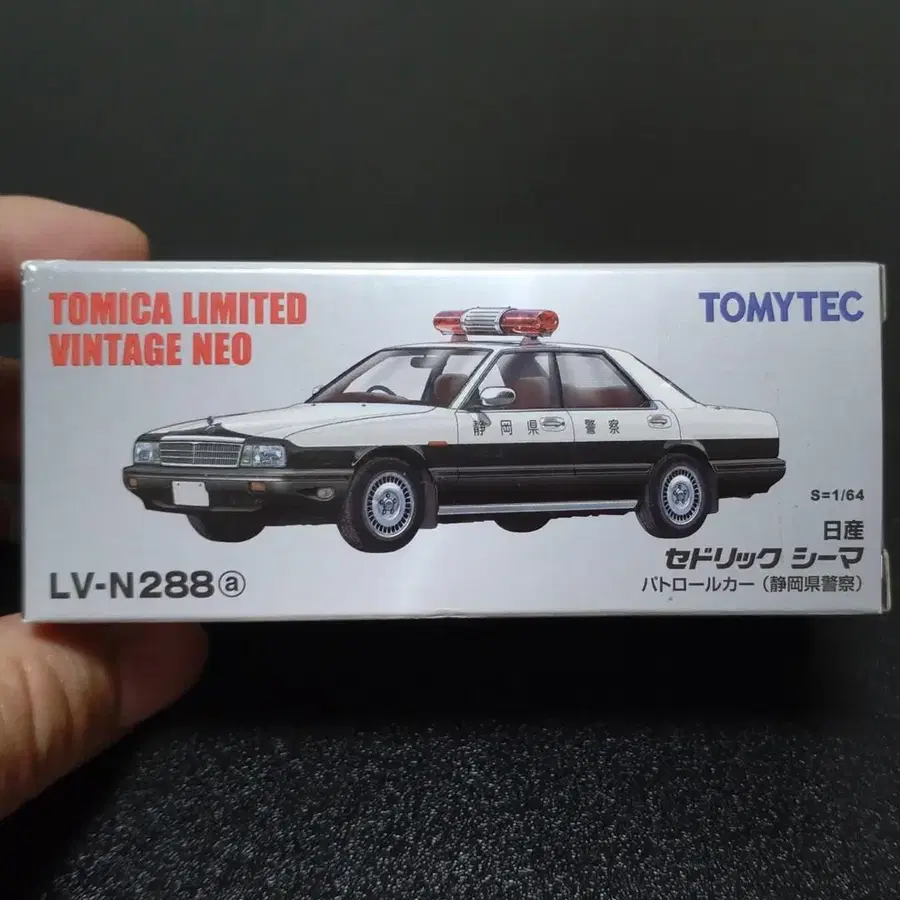 TOMICA LIMITED
VINTAGE NEO
TOMYTEC
静岡県 警察
S=1/64
日産
セドリック シーマ
パトロールカー(静岡県警察)
LV-N288ⓐ